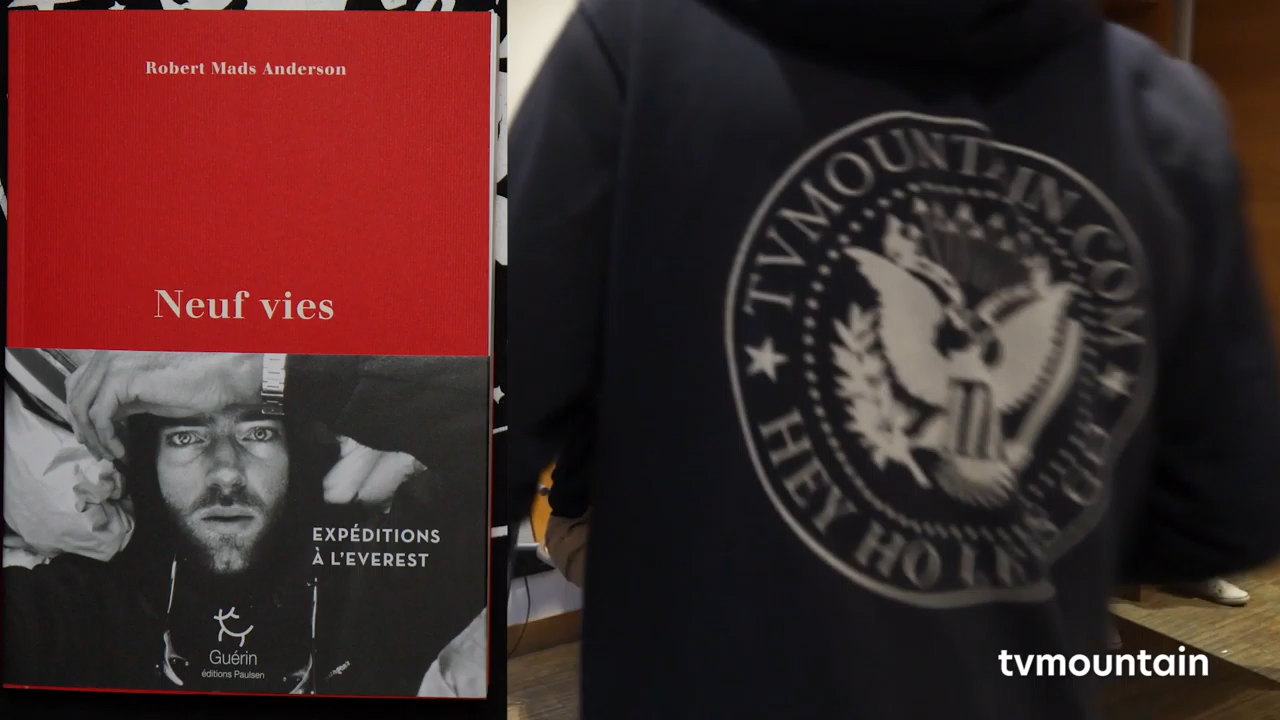 Robert Mads Anderson
Neuf vies
EXPÉDITIONS
À L'EVEREST
Guérin
éditions Paulsen
TVMOUNTAIN.COM
HEY HO
tvmountain